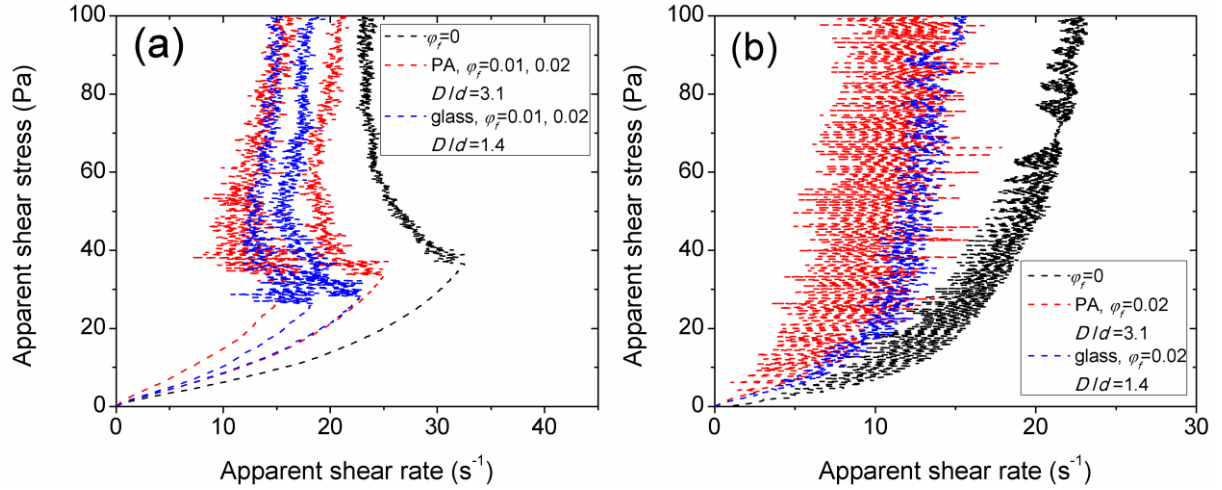 (a)
φf=0
PA, φf=0.01, 0.02
D/d=3.1
glass, φf=0.01, 0.02
D/d=1.4
100
80
60
40
20
0
Apparent shear stress (Pa)
0 10 20 30 40
Apparent shear rate (s⁻¹)
(b)
φf=0
PA, φf=0.02
D/d=3.1
glass, φf=0.02
D/d=1.4
100
80
60
40
20
0
Apparent shear stress (Pa)
0 10 20 30
Apparent shear rate (s⁻¹)